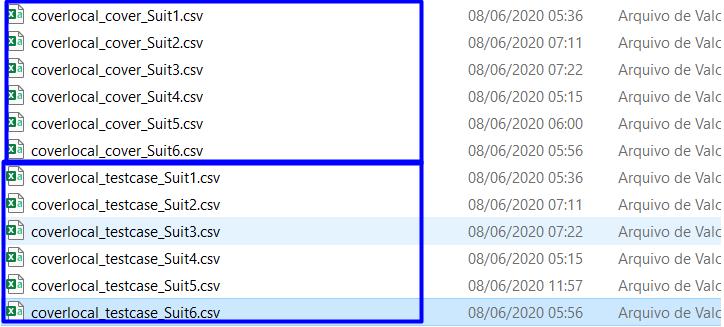 coverlocal_cover_Suit1.csv 08/06/2020 05:36 Arquivo de Valo
coverlocal_cover_Suit2.csv 08/06/2020 07:11 Arquivo de Valo
coverlocal_cover_Suit3.csv 08/06/2020 07:22 Arquivo de Valo
coverlocal_cover_Suit4.csv 08/06/2020 05:15 Arquivo de Valo
coverlocal_cover_Suit5.csv 08/06/2020 06:00 Arquivo de Valo
coverlocal_cover_Suit6.csv 08/06/2020 05:56 Arquivo de Valo
coverlocal_testcase_Suit1.csv 08/06/2020 05:36 Arquivo de Valo
coverlocal_testcase_Suit2.csv 08/06/2020 07:11 Arquivo de Valo
coverlocal_testcase_Suit3.csv 08/06/2020 07:22 Arquivo de Valo
coverlocal_testcase_Suit4.csv 08/06/2020 05:15 Arquivo de Valo
coverlocal_testcase_Suit5.csv 08/06/2020 11:57 Arquivo de Valo
coverlocal_testcase_Suit6.csv 08/06/2020 05:56 Arquivo de Valo